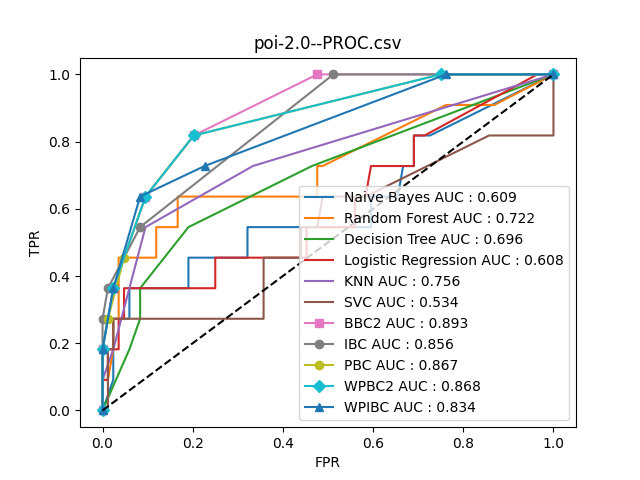 poi-2.0--PROC.csv
1.0
0.8
0.6
0.4
0.2
0.0
TPR
Naive Bayes AUC : 0.609
Random Forest AUC : 0.722
Decision Tree AUC : 0.696
Logistic Regression AUC : 0.608
KNN AUC : 0.756
SVC AUC : 0.534
BBC2 AUC : 0.893
IBC AUC : 0.856
PBC AUC : 0.867
WPBC2 AUC : 0.868
WPIBC AUC : 0.834
0.0 0.2 0.4 0.6 0.8 1.0
FPR